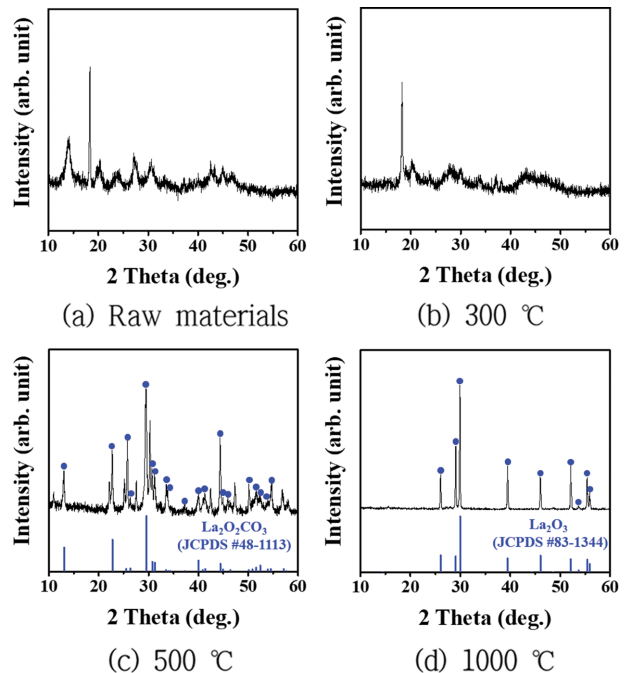 Intensity (arb. unit)
10 20 30 40 50 60
2 Theta (deg.)
(a) Raw materials
Intensity (arb. unit)
10 20 30 40 50 60
2 Theta (deg.)
(b) 300 ℃
Intensity (arb. unit)
La₂O₂CO₃
(JCPDS #48-1113)
10 20 30 40 50 60
2 Theta (deg.)
(c) 500 ℃
Intensity (arb. unit)
La₂O₃
(JCPDS #83-1344)
10 20 30 40 50 60
2 Theta (deg.)
(d) 1000 ℃